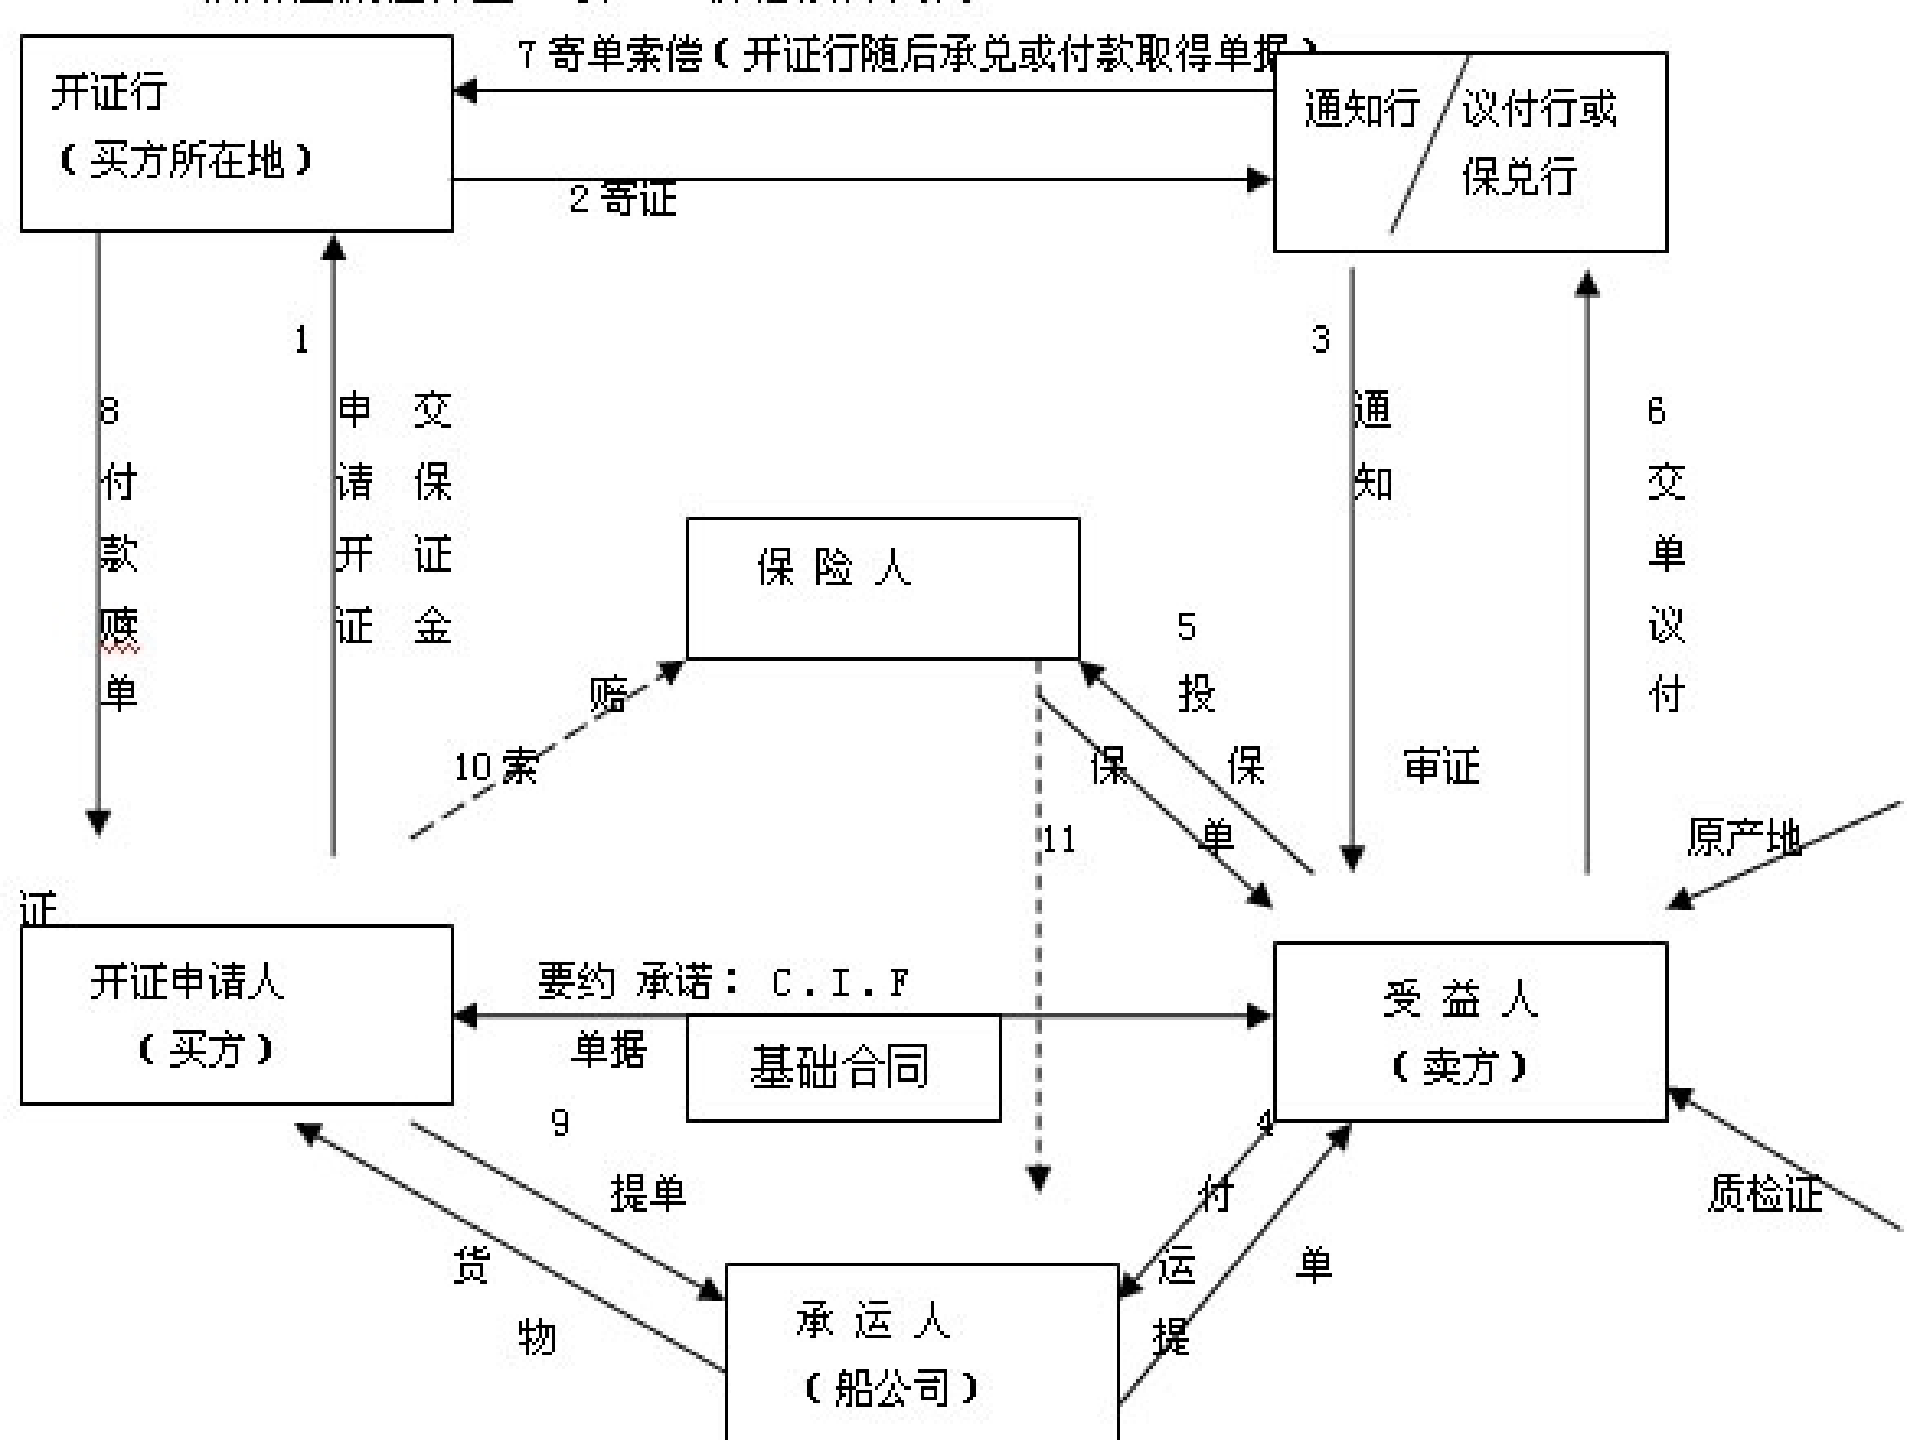 7 寄单索偿（开证行随后承兑或付款取得单据）
开证行
（买方所在地）
通知行
议付行或
保兑行
2 寄证
1
申请开证
交保证金
8
付款赎单
3
通知
6
交单议付
保 险 人
5
投保
保单
审证
10 索赔
11
原产地
证
开证申请人
（买方）
要约 承诺： C.I.F
单据
基础合同
受 益 人
（卖方）
9
提单
货物
4
付运
提单
质检证
承 运 人
（船公司）